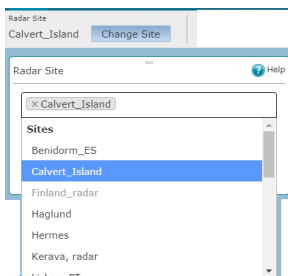 Radar Site
Calvert_Island Change Site
Radar Site
? Help
× Calvert_Island
Sites
Benidorm_ES
Calvert_Island
Finland_radar
Haglund
Hermes
Kerava, radar